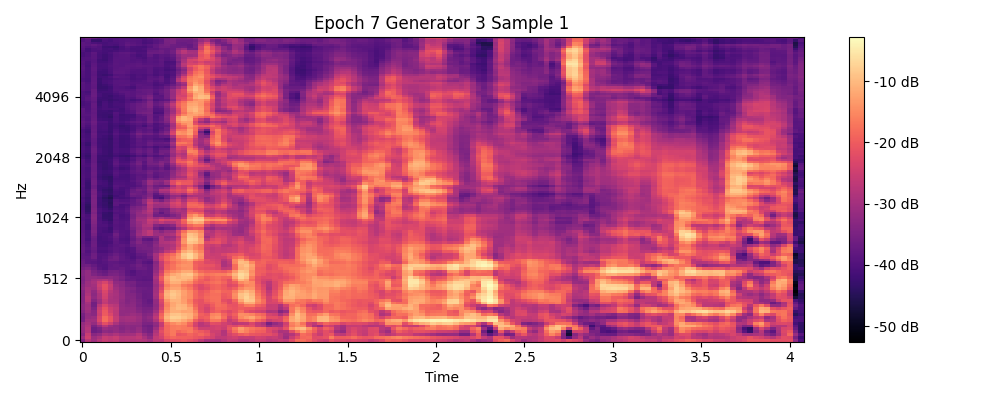 Epoch 7 Generator 3 Sample 1
Hz
4096
2048
1024
512
0
0 0.5 1 1.5 2 2.5 3 3.5 4
Time
-10 dB
-20 dB
-30 dB
-40 dB
-50 dB